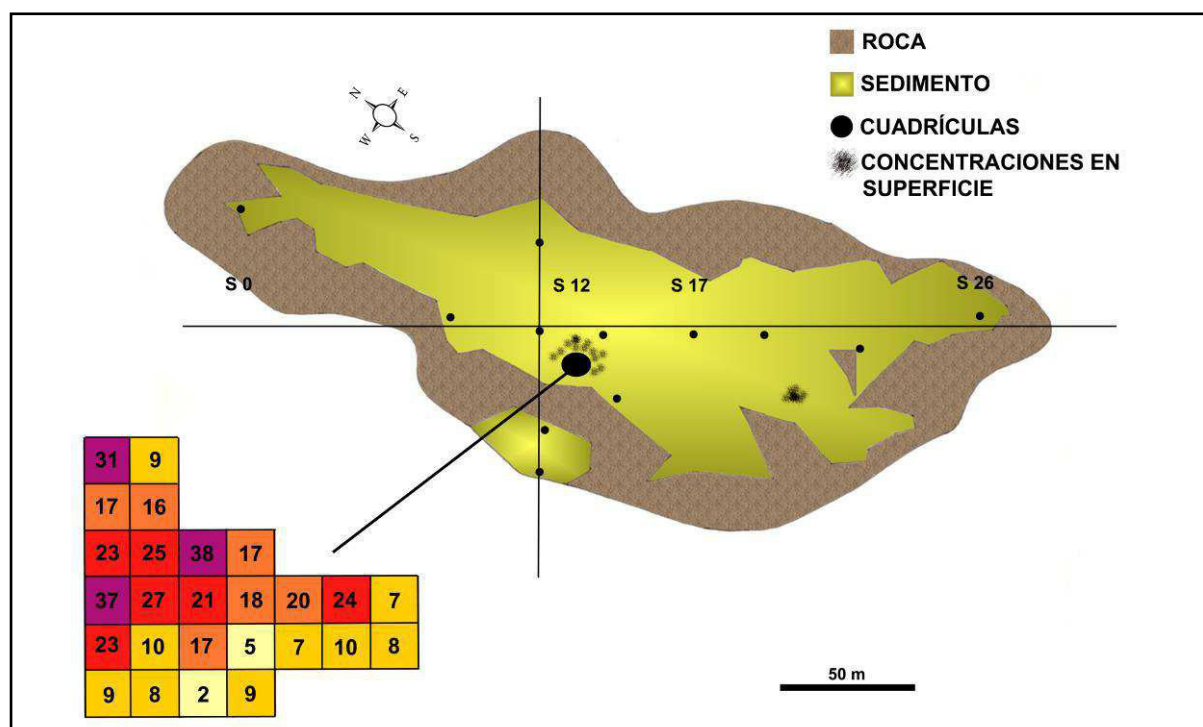 ROCA
SEDIMENTO
CUADRÍCULAS
CONCENTRACIONES EN
SUPERFICIE
N E
W S
S 0 S 12 S 17 S 26
31 9
17 16
23 25 38 17
37 27 21 18 20 24 7
23 10 17 5 7 10 8
9 8 2 9
50 m